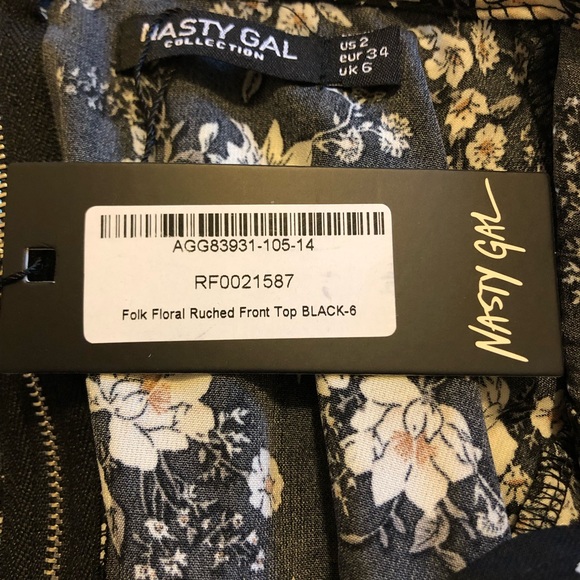 NASTY GAL
COLLECTION
US 2
eur 34
uk 6
AGG83931-105-14
RF0021587
Folk Floral Ruched Front Top BLACK-6
NASTY GAL